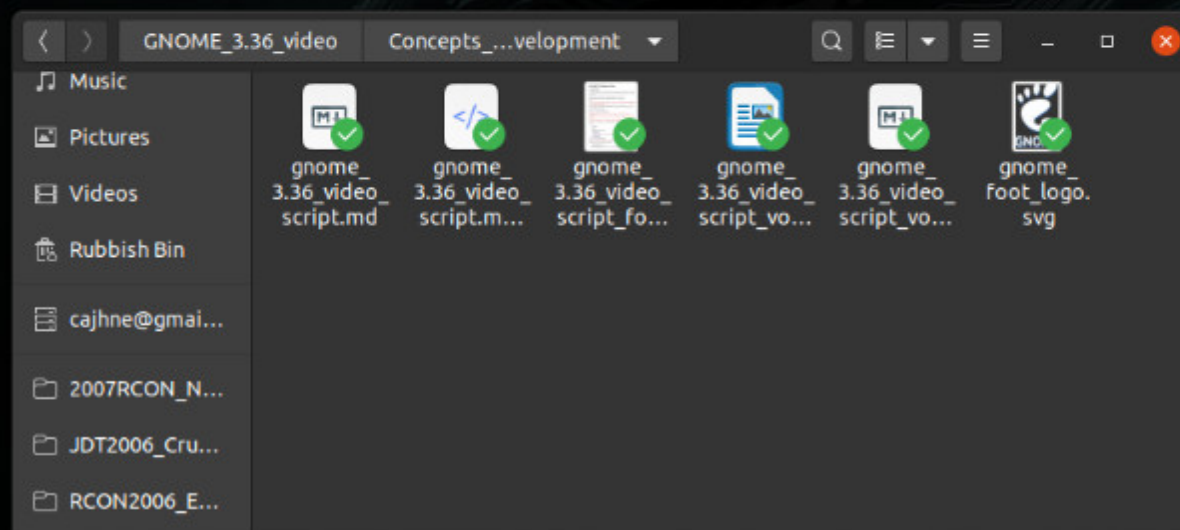 GNOME_3.36_video
Concepts_...velopment
Music
Pictures
Videos
Rubbish Bin
cajhne@gmai...
2007RCON_N...
JDT2006_Cru...
RCON2006_E...
gnome_
3.36_video_
script.md
gnome_
3.36_video_
script.m...
gnome_
3.36_video_
script_fo...
gnome_
3.36_video_
script_vo...
gnome_
3.36_video_
script_vo...
GNOME
gnome_
foot_logo.
svg